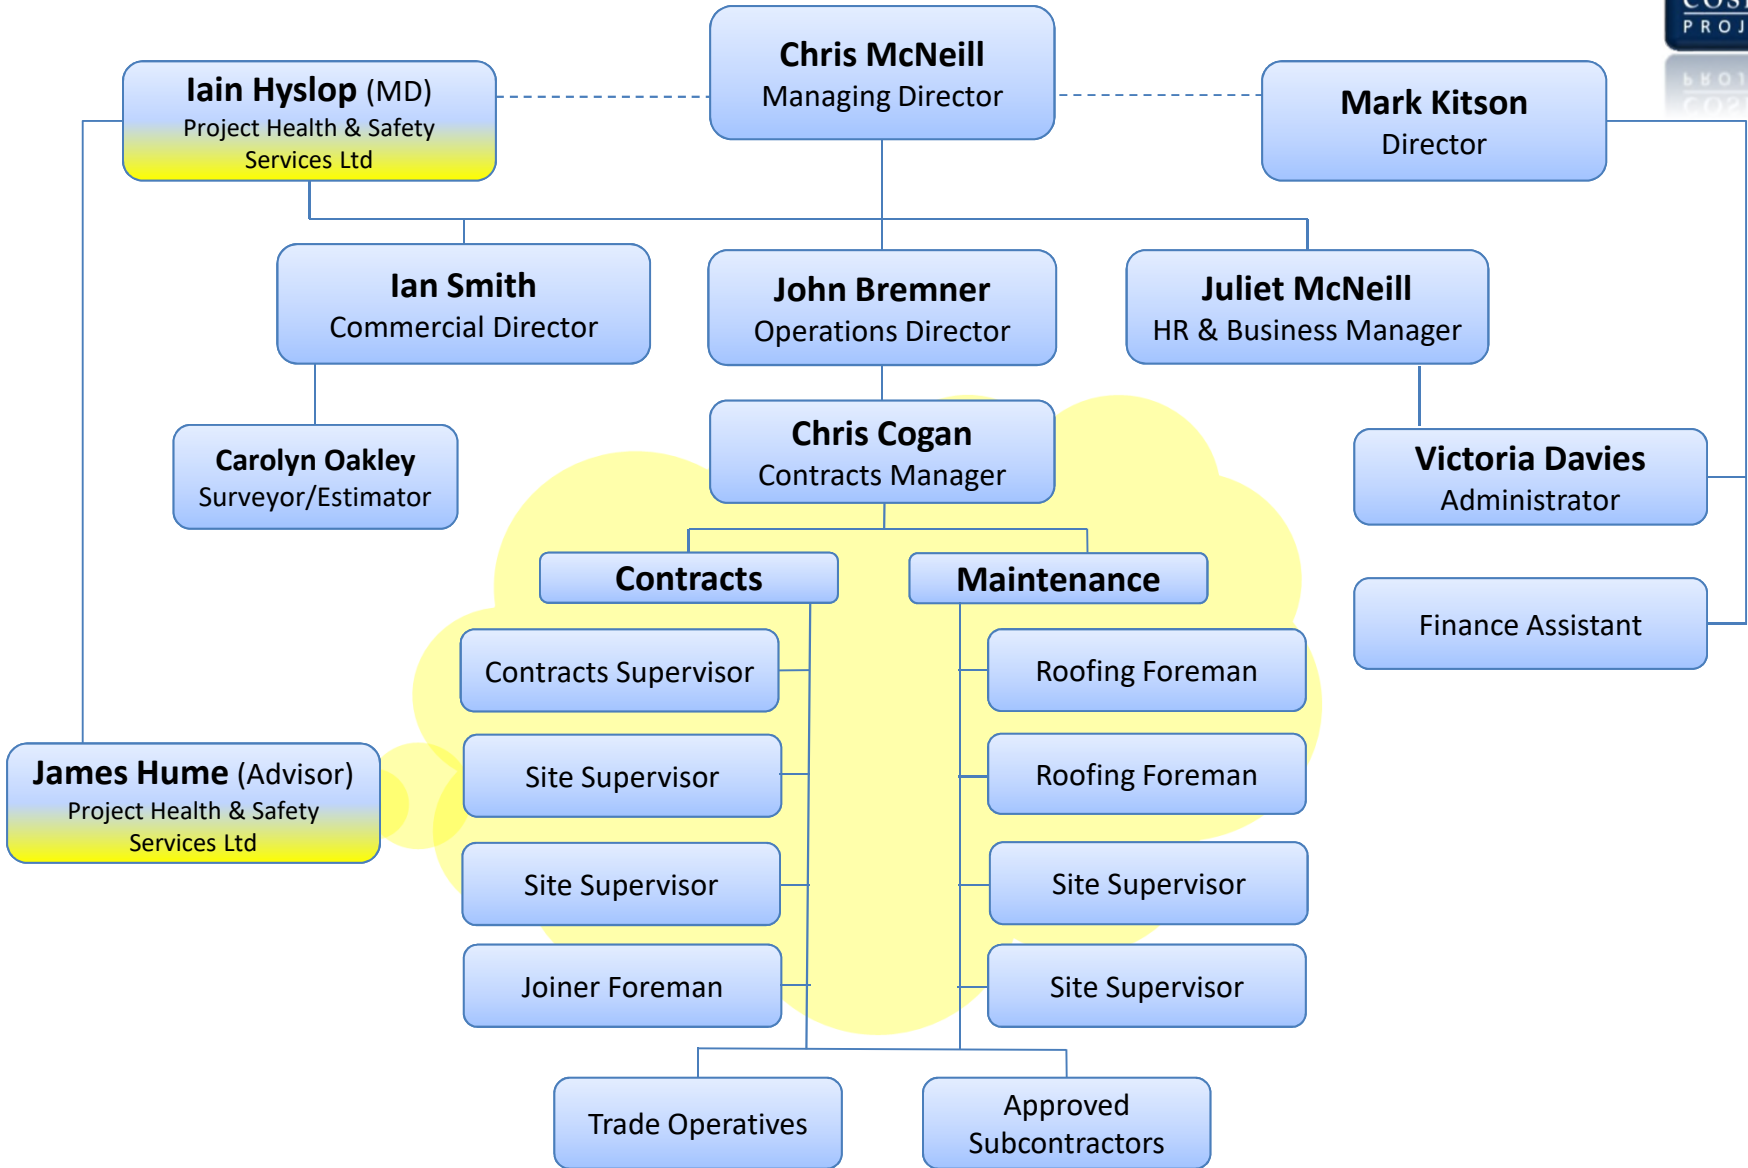 Chris McNeill
Managing Director
Iain Hyslop (MD)
Project Health & Safety
Services Ltd
Mark Kitson
Director
Ian Smith
Commercial Director
John Bremner
Operations Director
Juliet McNeill
HR & Business Manager
Carolyn Oakley
Surveyor/Estimator
Chris Cogan
Contracts Manager
Victoria Davies
Administrator
Contracts
Maintenance
Finance Assistant
Contracts Supervisor
Roofing Foreman
Site Supervisor
Roofing Foreman
James Hume (Advisor)
Project Health & Safety
Services Ltd
Site Supervisor
Site Supervisor
Joiner Foreman
Site Supervisor
Trade Operatives
Approved
Subcontractors